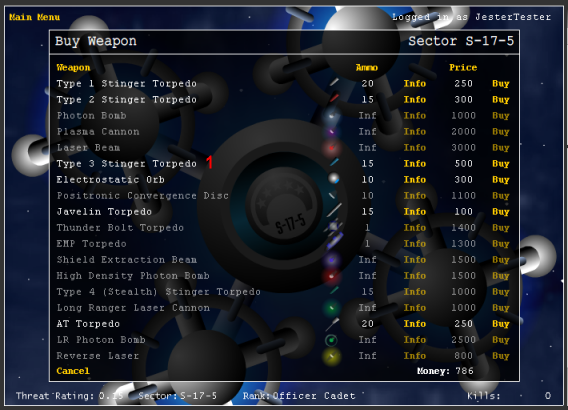 Main Menu Logged in as JesterTester
Buy Weapon Sector S-17-5
Weapon Ammo Price
Type 1 Stinger Torpedo 20 Info 250 Buy
Type 2 Stinger Torpedo 15 Info 300 Buy
Photon Bomb Inf Info 1000 Buy
Plasma Cannon Inf Info 2000 Buy
Laser Beam Inf Info 3000 Buy
Type 3 Stinger Torpedo 1 15 Info 500 Buy
Electrostatic Orb 10 Info 300 Buy
Positronic Convergence Disc 10 Info 1100 Buy
Javelin Torpedo 15 Info 100 Buy
Thunder Bolt Torpedo 1 Info 1400 Buy
EMP Torpedo 1 Info 1300 Buy
Shield Extraction Beam Inf Info 1500 Buy
High Density Photon Bomb Inf Info 1500 Buy
Type 4 (Stealth) Stinger Torpedo 15 Info 1000 Buy
Long Ranger Laser Cannon Inf Info 1000 Buy
AT Torpedo 20 Info 250 Buy
LR Photon Bomb Inf Info 2500 Buy
Reverse Laser Inf Info 800 Buy
Cancel Money: 786
Threat Rating: Sector: S-17-5 Rank: Officer Cadet Kills: 0
S-17-5